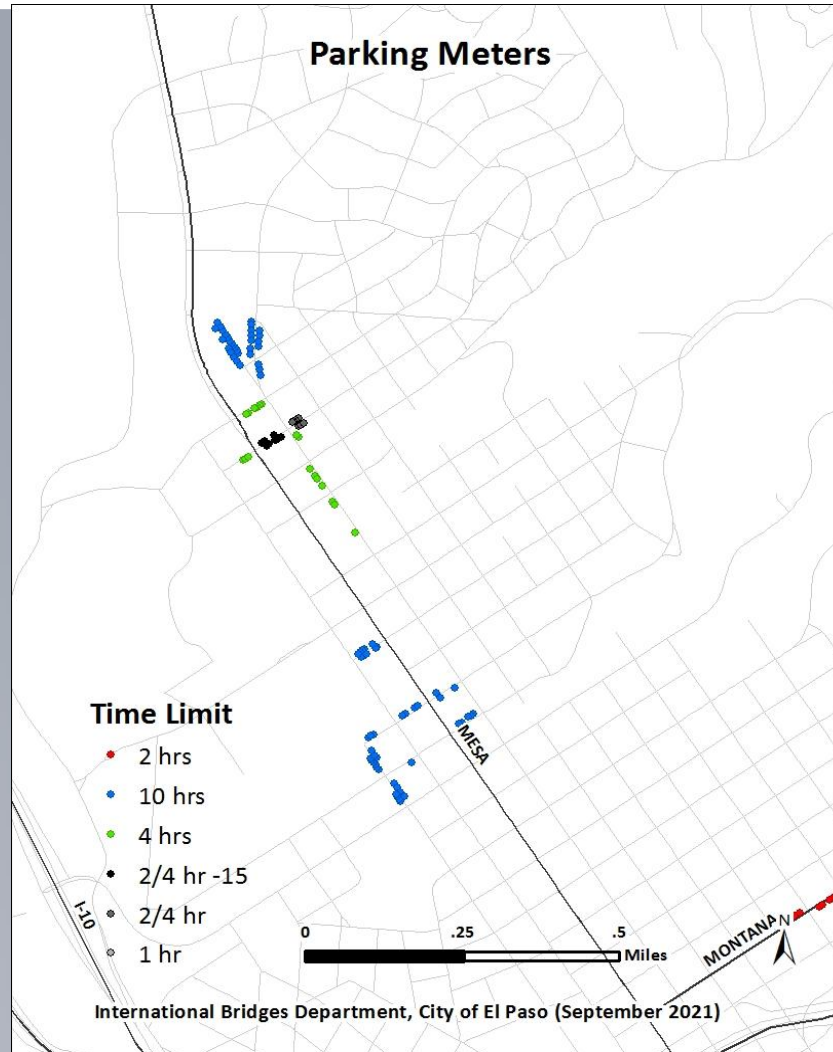 Parking Meters
MESA
Time Limit
2 hrs
10 hrs
4 hrs
2/4 hr -15
2/4 hr
1 hr
I-10
0 .25 .5
Miles
MONTANA
N
International Bridges Department, City of El Paso (September 2021)